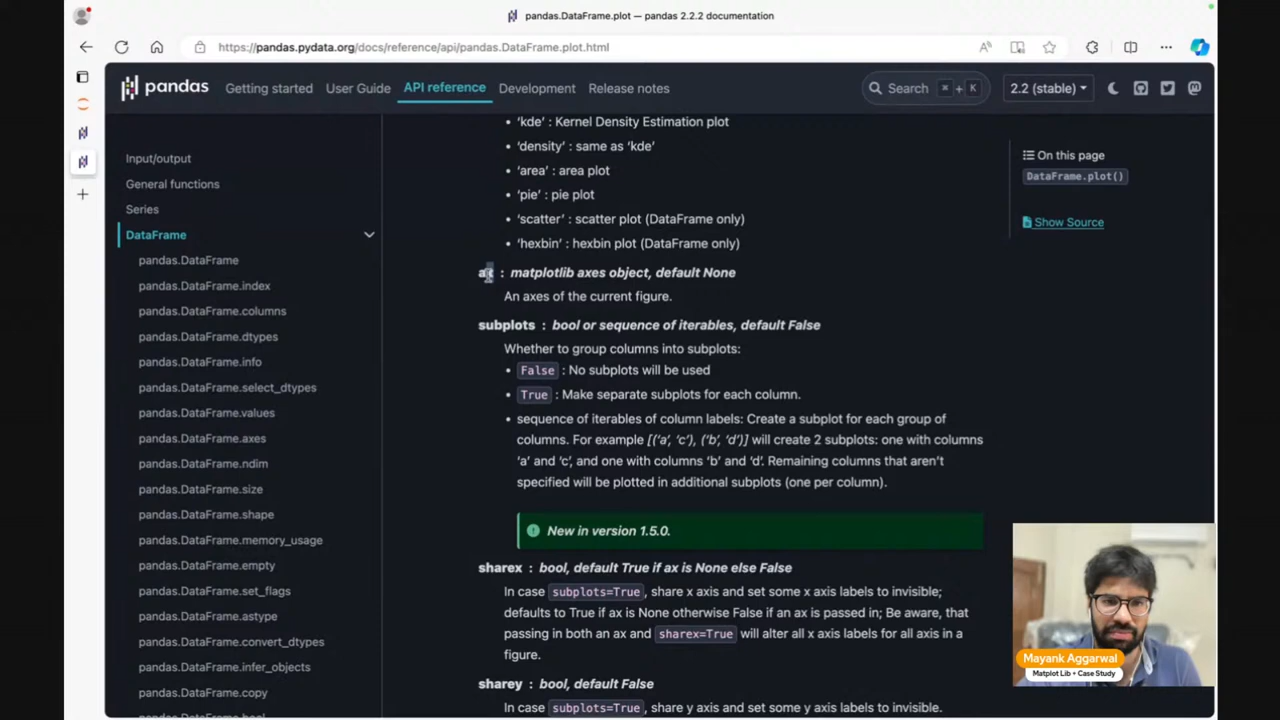 pandas.DataFrame.plot — pandas 2.2.2 documentation
https://pandas.pydata.org/docs/reference/api/pandas.DataFrame.plot.html
pandas
Getting started
User Guide
API reference
Development
Release notes
Search ⌘ + K
2.2 (stable)
Input/output
General functions
Series
DataFrame
pandas.DataFrame
pandas.DataFrame.index
pandas.DataFrame.columns
pandas.DataFrame.dtypes
pandas.DataFrame.info
pandas.DataFrame.select_dtypes
pandas.DataFrame.values
pandas.DataFrame.axes
pandas.DataFrame.ndim
pandas.DataFrame.size
pandas.DataFrame.shape
pandas.DataFrame.memory_usage
pandas.DataFrame.empty
pandas.DataFrame.set_flags
pandas.DataFrame.astype
pandas.DataFrame.convert_dtypes
pandas.DataFrame.infer_objects
pandas.DataFrame.copy
• ‘kde’ : Kernel Density Estimation plot
• ‘density’ : same as ‘kde’
• ‘area’ : area plot
• ‘pie’ : pie plot
• ‘scatter’ : scatter plot (DataFrame only)
• ‘hexbin’ : hexbin plot (DataFrame only)
ax : matplotlib axes object, default None
An axes of the current figure.
subplots : bool or sequence of iterables, default False
Whether to group columns into subplots:
• False : No subplots will be used
• True : Make separate subplots for each column.
• sequence of iterables of column labels: Create a subplot for each group of
columns. For example [(‘a’, ‘c’), (‘b’, ‘d’)] will create 2 subplots: one with columns
‘a’ and ‘c’, and one with columns ‘b’ and ‘d’. Remaining columns that aren’t
specified will be plotted in additional subplots (one per column).
New in version 1.5.0.
sharex : bool, default True if ax is None else False
In case subplots=True, share x axis and set some x axis labels to invisible;
defaults to True if ax is None otherwise False if an ax is passed in; Be aware, that
passing in both an ax and sharex=True will alter all x axis labels for all axis in a
figure.
sharey : bool, default False
In case subplots=True, share y axis and set some y axis labels to invisible.
On this page
DataFrame.plot()
Show Source
Mayank Aggarwal
Matplot Lib + Case Study